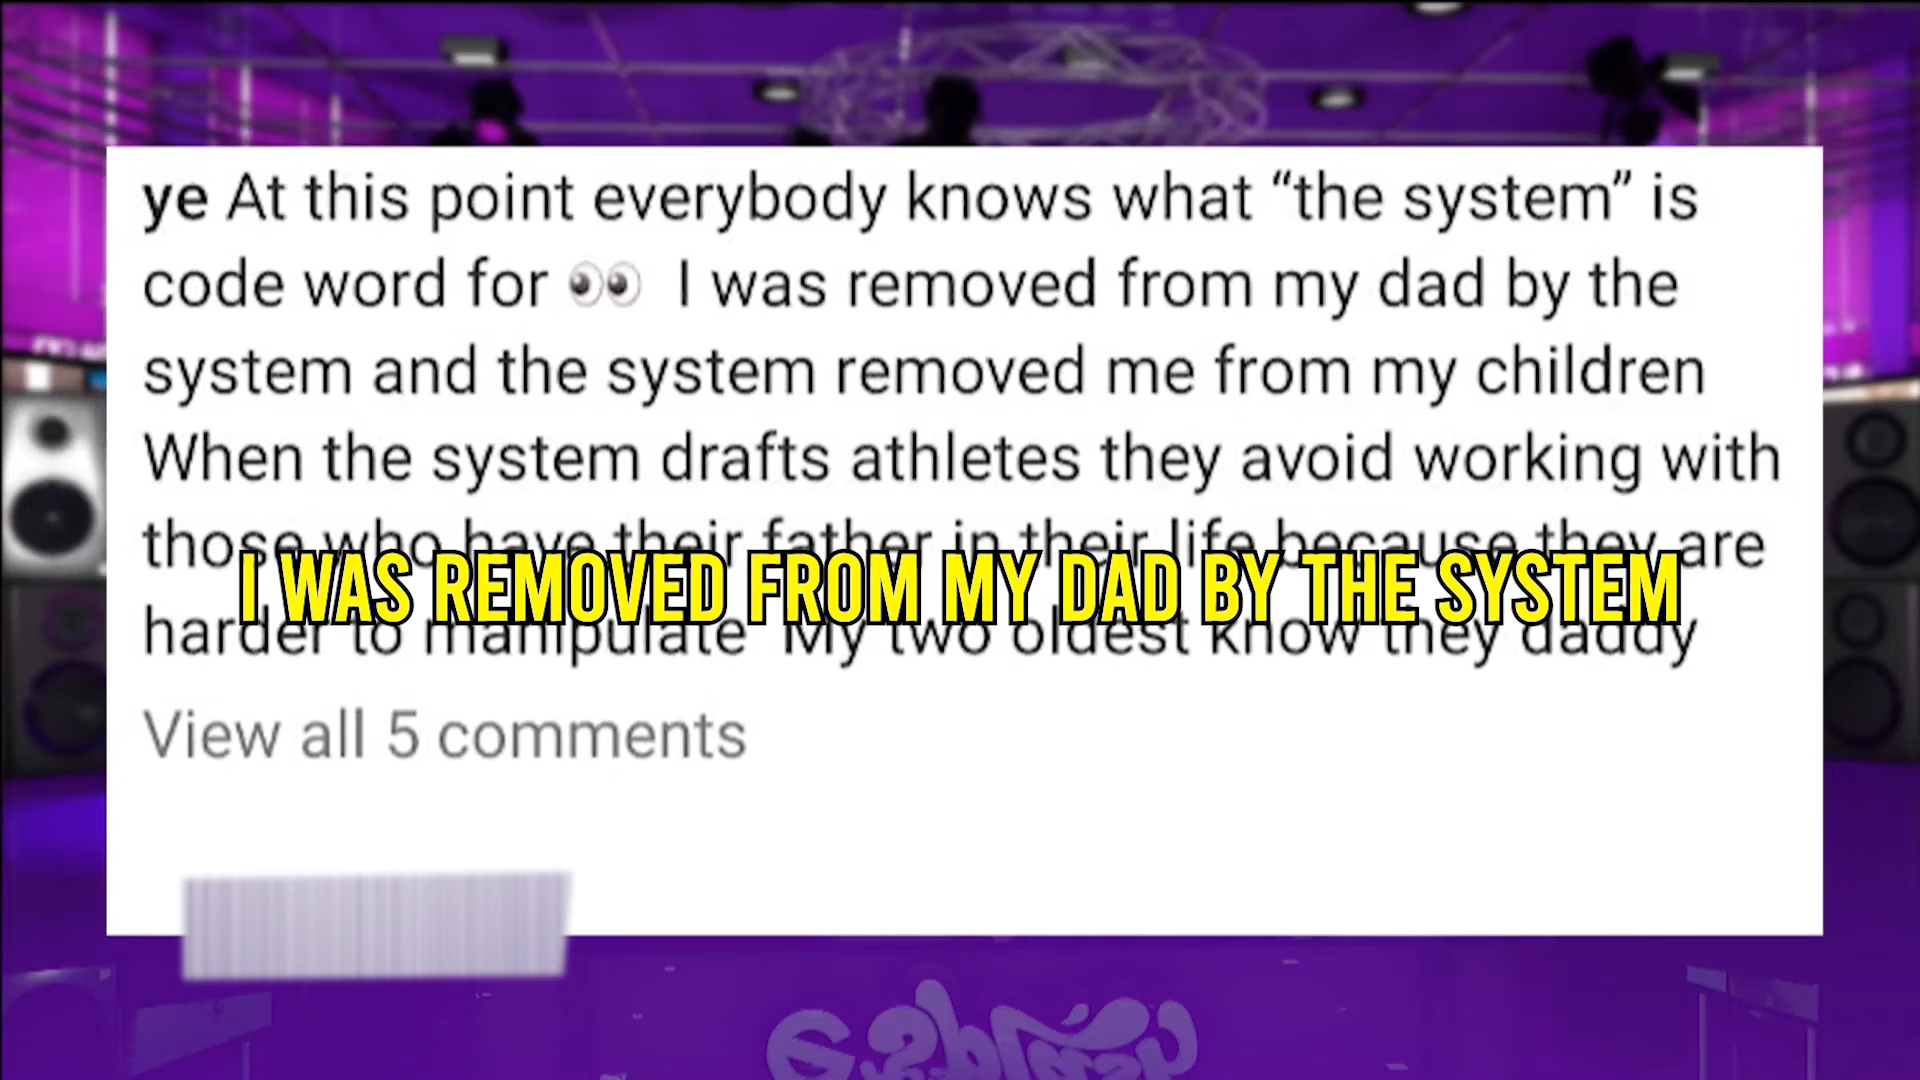 ye At this point everybody knows what “the system” is
code word for 👀 I was removed from my dad by the
system and the system removed me from my children
When the system drafts athletes they avoid working with
those who have their father in their life because they are
I WAS REMOVED FROM MY DAD BY THE SYSTEM
harder to manipulate My two oldest know they daddy
View all 5 comments